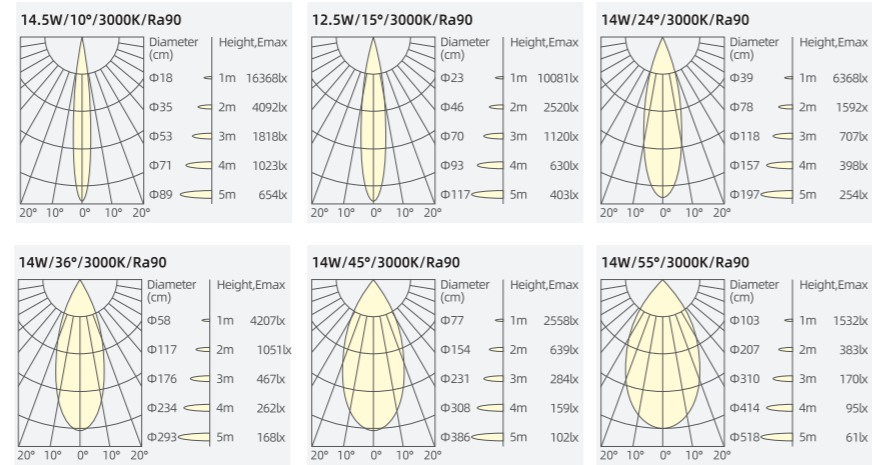 14.5W/10°/3000K/Ra90
Diameter (cm) Height,Emax
Φ18 1m 16368lx
Φ35 2m 4092lx
Φ53 3m 1818lx
Φ71 4m 1023lx
Φ89 5m 654lx
20° 10° 0° 10° 20°
12.5W/15°/3000K/Ra90
Diameter (cm) Height,Emax
Φ23 1m 10081lx
Φ46 2m 2520lx
Φ70 3m 1120lx
Φ93 4m 630lx
Φ117 5m 403lx
20° 10° 0° 10° 20°
14W/24°/3000K/Ra90
Diameter (cm) Height,Emax
Φ39 1m 6368lx
Φ78 2m 1592lx
Φ118 3m 707lx
Φ157 4m 398lx
Φ197 5m 254lx
20° 10° 0° 10° 20°
14W/36°/3000K/Ra90
Diameter (cm) Height,Emax
Φ58 1m 4207lx
Φ117 2m 1051lx
Φ176 3m 467lx
Φ234 4m 262lx
Φ293 5m 168lx
20° 10° 0° 10° 20°
14W/45°/3000K/Ra90
Diameter (cm) Height,Emax
Φ77 1m 2558lx
Φ154 2m 639lx
Φ231 3m 284lx
Φ308 4m 159lx
Φ386 5m 102lx
20° 10° 0° 10° 20°
14W/55°/3000K/Ra90
Diameter (cm) Height,Emax
Φ103 1m 1532lx
Φ207 2m 383lx
Φ310 3m 170lx
Φ414 4m 95lx
Φ518 5m 61lx
20° 10° 0° 10° 20°